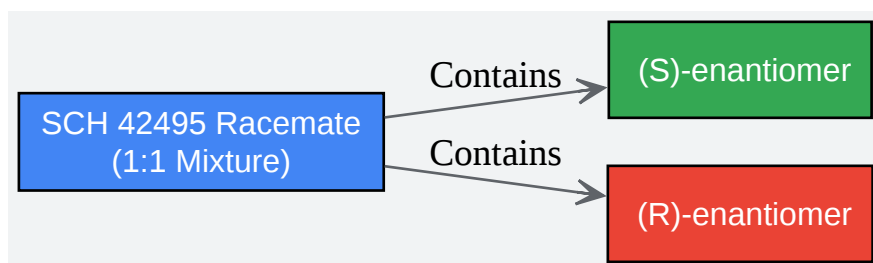 Contains
(S)-enantiomer
SCH 42495 Racemate
(1:1 Mixture)
Contains
(R)-enantiomer